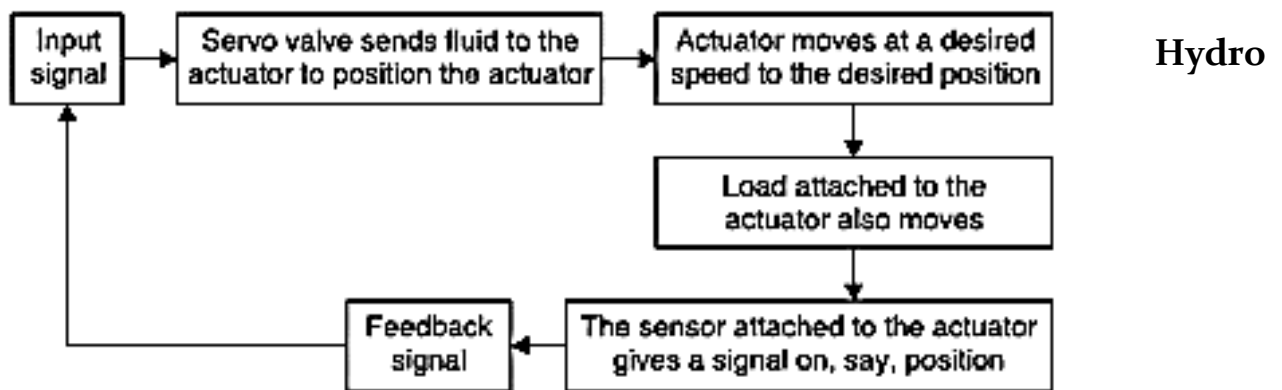 Input
signal
Servo valve sends fluid to the
actuator to position the actuator
Actuator moves at a desired
speed to the desired position
Hydro
Load attached to the
actuator also moves
The sensor attached to the actuator
gives a signal on, say, position
Feedback
signal